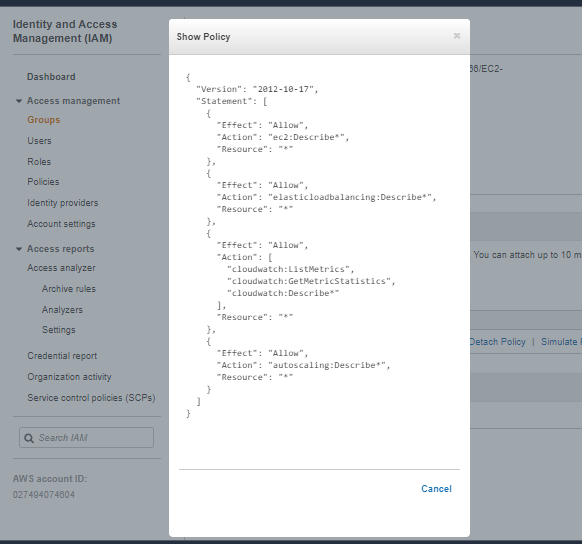 Identity and Access
Management (IAM)
Dashboard
Access management
Groups
Users
Roles
Policies
Identity providers
Account settings
Access reports
Access analyzer
Archive rules
Analyzers
Settings
Credential report
Organization activity
Service control policies (SCPs)
Search IAM
AWS account ID:
027494074604
Show Policy
{
"Version": "2012-10-17",
"Statement": [
{
"Effect": "Allow",
"Action": "ec2:Describe*",
"Resource": "*"
},
{
"Effect": "Allow",
"Action": "elasticloadbalancing:Describe*",
"Resource": "*"
},
{
"Effect": "Allow",
"Action": [
"cloudwatch:ListMetrics",
"cloudwatch:GetMetricStatistics",
"cloudwatch:Describe*"
],
"Resource": "*"
},
{
"Effect": "Allow",
"Action": "autoscaling:Describe*",
"Resource": "*"
}
]
}
Cancel
/EC2-
You can attach up to 10
Detach Policy | Simulate